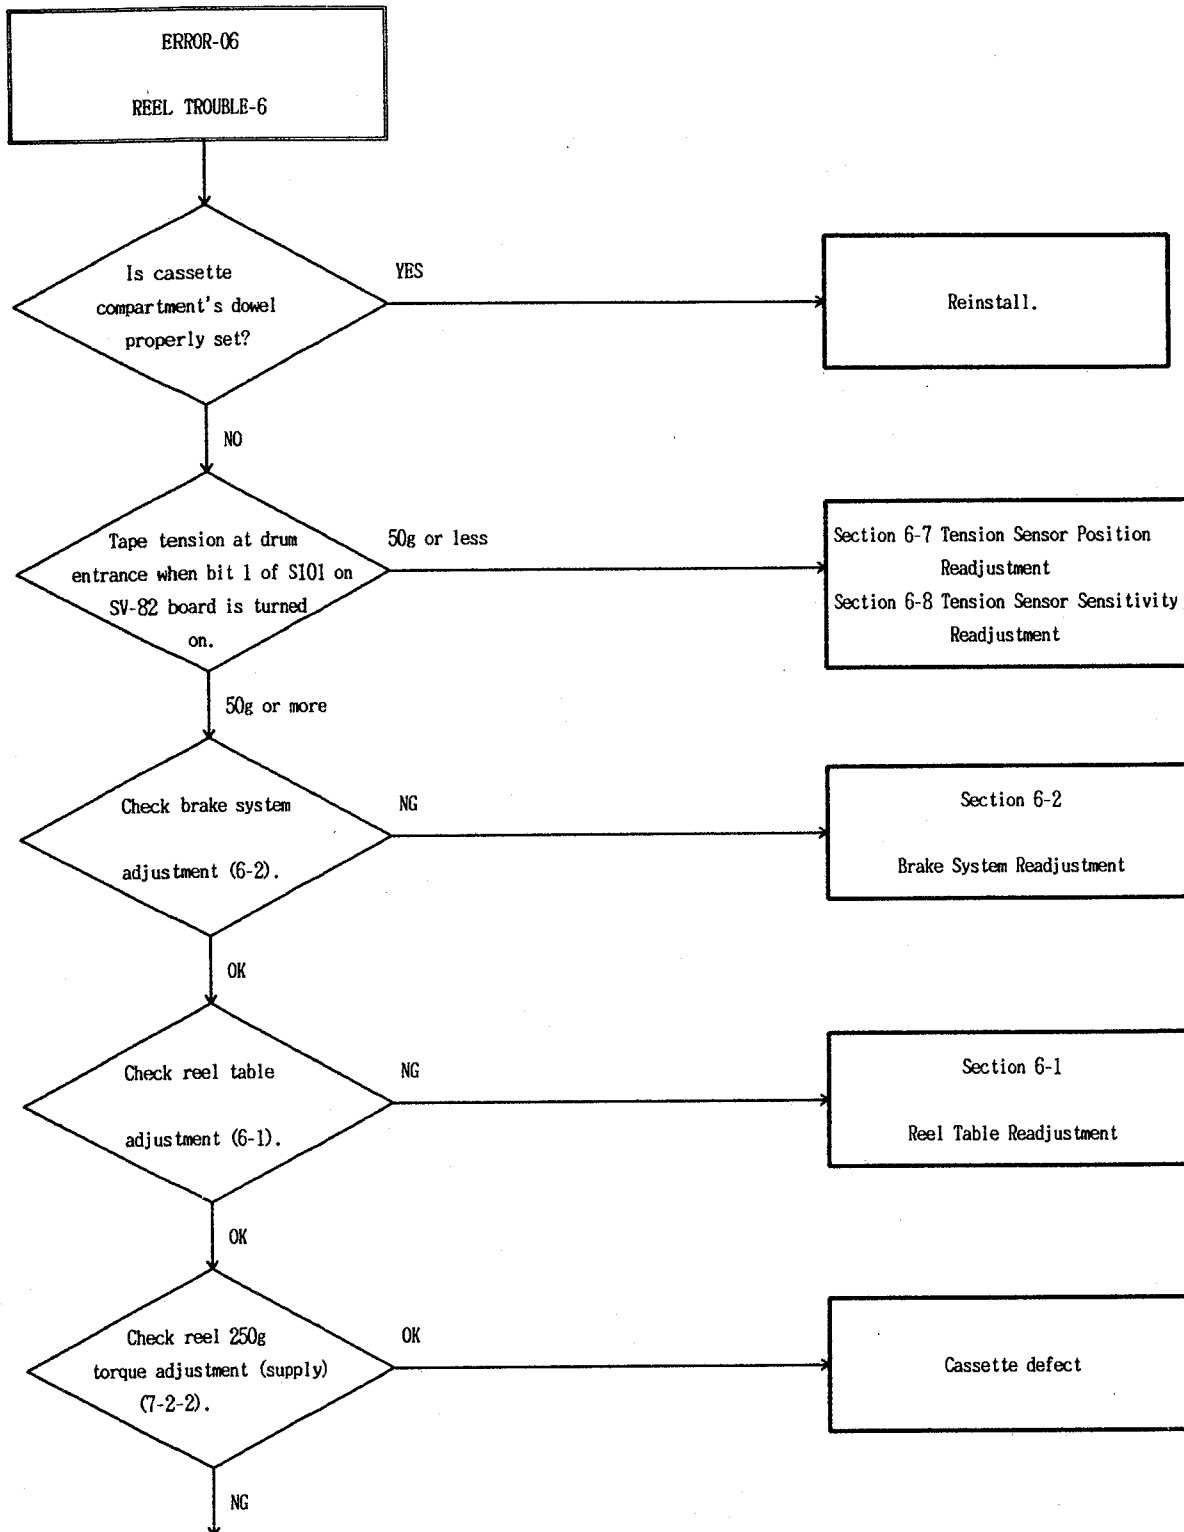 ERROR-06
REEL TROUBLE-6
Is cassette
compartment's dowel
properly set?
YES
Reinstall.
NO
Tape tension at drum
entrance when bit 1 of S101 on
SV-82 board is turned
on.
50g or less
Section 6-7 Tension Sensor Position
Readjustment
Section 6-8 Tension Sensor Sensitivity
Readjustment
50g or more
Check brake system
adjustment (6-2).
NG
Section 6-2
Brake System Readjustment
OK
Check reel table
adjustment (6-1).
NG
Section 6-1
Reel Table Readjustment
OK
Check reel 250g
torque adjustment (supply)
(7-2-2).
OK
Cassette defect
NG